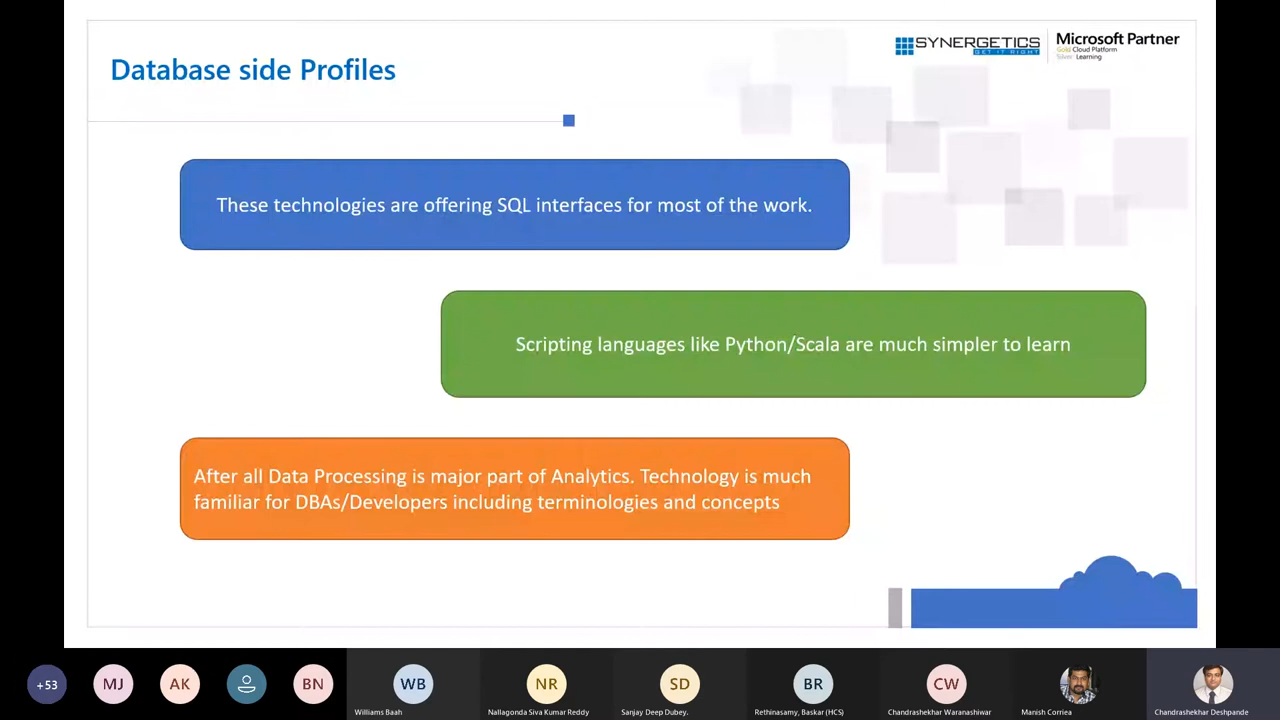 SYNERGETICS
GET IT RIGHT
Microsoft Partner
Gold Cloud Platform
Silver Learning
Database side Profiles
These technologies are offering SQL interfaces for most of the work.
Scripting languages like Python/Scala are much simpler to learn
After all Data Processing is major part of Analytics. Technology is much
familiar for DBAs/Developers including terminologies and concepts
+53
MJ
AK
BN
WB
NR
SD
BR
CW
Williams Baah
Nallagonda Siva Kumar Reddy
Sanjay Deep Dubey.
Rethinasamy, Baskar (HCS)
Chandrashekhar Waranashiwar
Manish Corriea
Chandrashekhar Deshpande